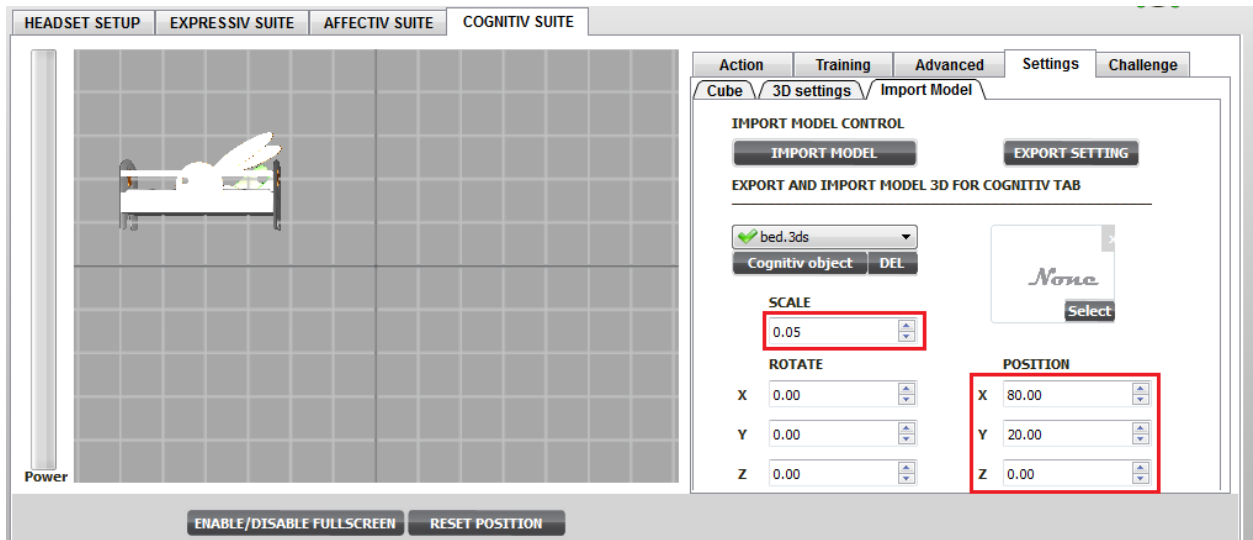 HEADSET SETUP EXPRESSIV SUITE AFFECTIV SUITE COGNITIV SUITE
Action Training Advanced Settings Challenge
Cube 3D settings Import Model
IMPORT MODEL CONTROL
IMPORT MODEL EXPORT SETTING
EXPORT AND IMPORT MODEL 3D FOR COGNITIV TAB
bed.3ds x
Cognitiv object DEL
None
Select
SCALE
0.05
ROTATE POSITION
X 0.00 X 80.00
Y 0.00 Y 20.00
Z 0.00 Z 0.00
Power
ENABLE/DISABLE FULLSCREEN RESET POSITION